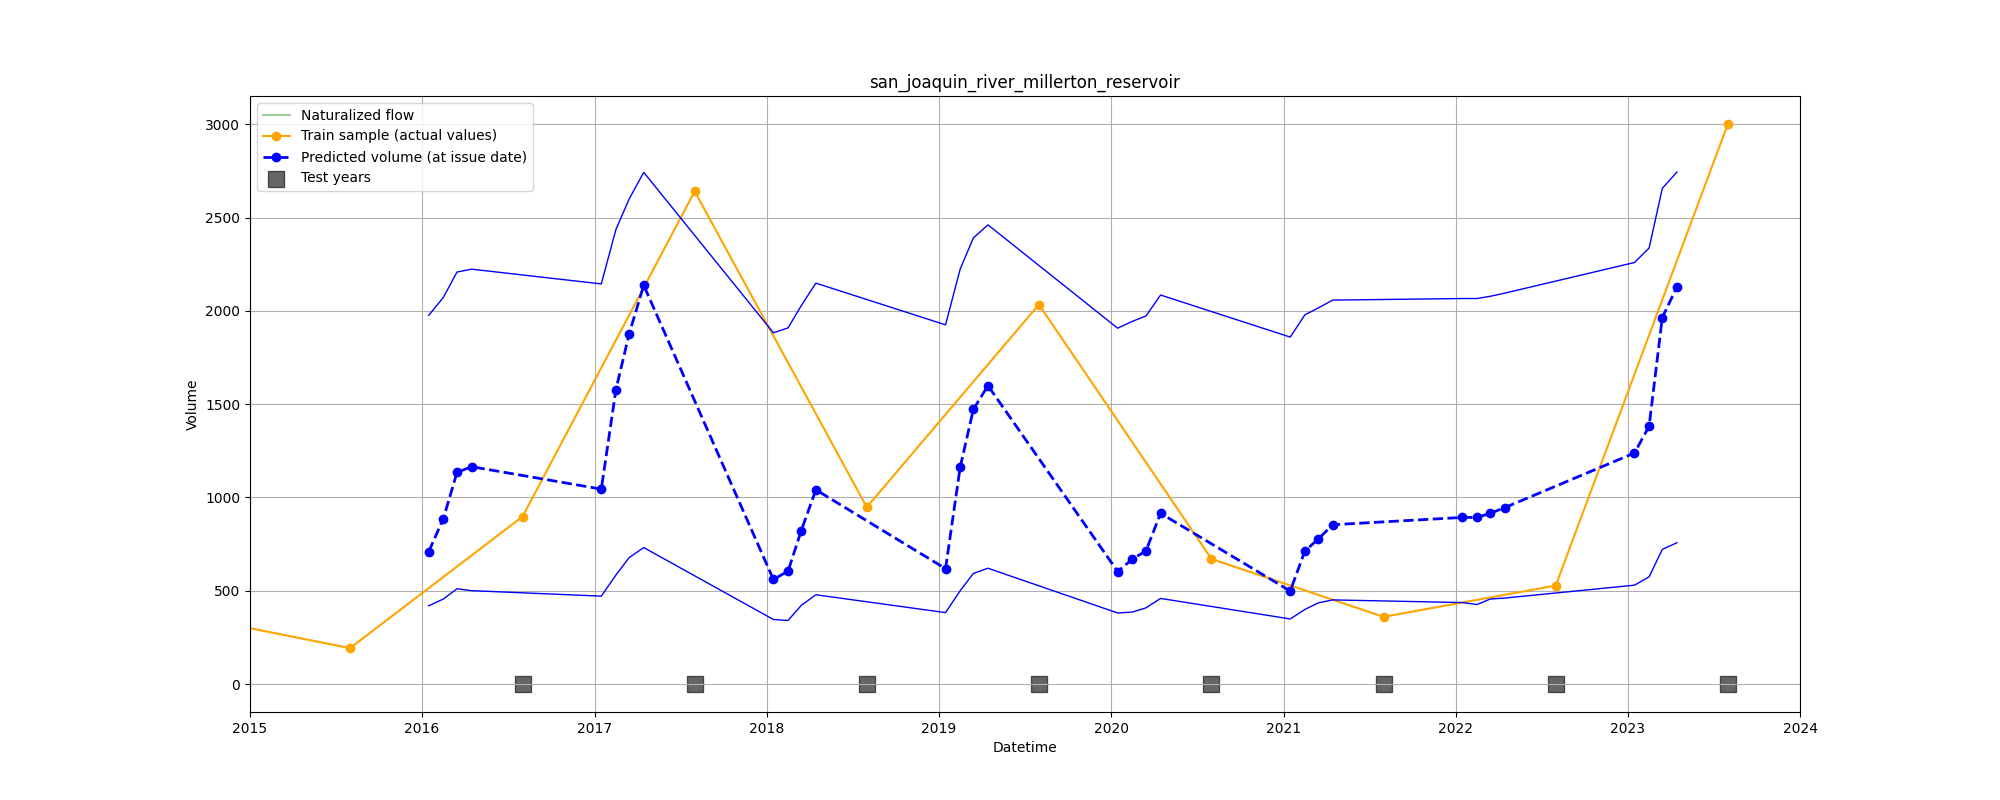 san_joaquin_river_millerton_reservoir
Naturalized flow
Train sample (actual values)
Predicted volume (at issue date)
Test years
3000
2500
2000
1500
1000
500
0
Volume
2015 2016 2017 2018 2019 2020 2021 2022 2023 2024
Datetime